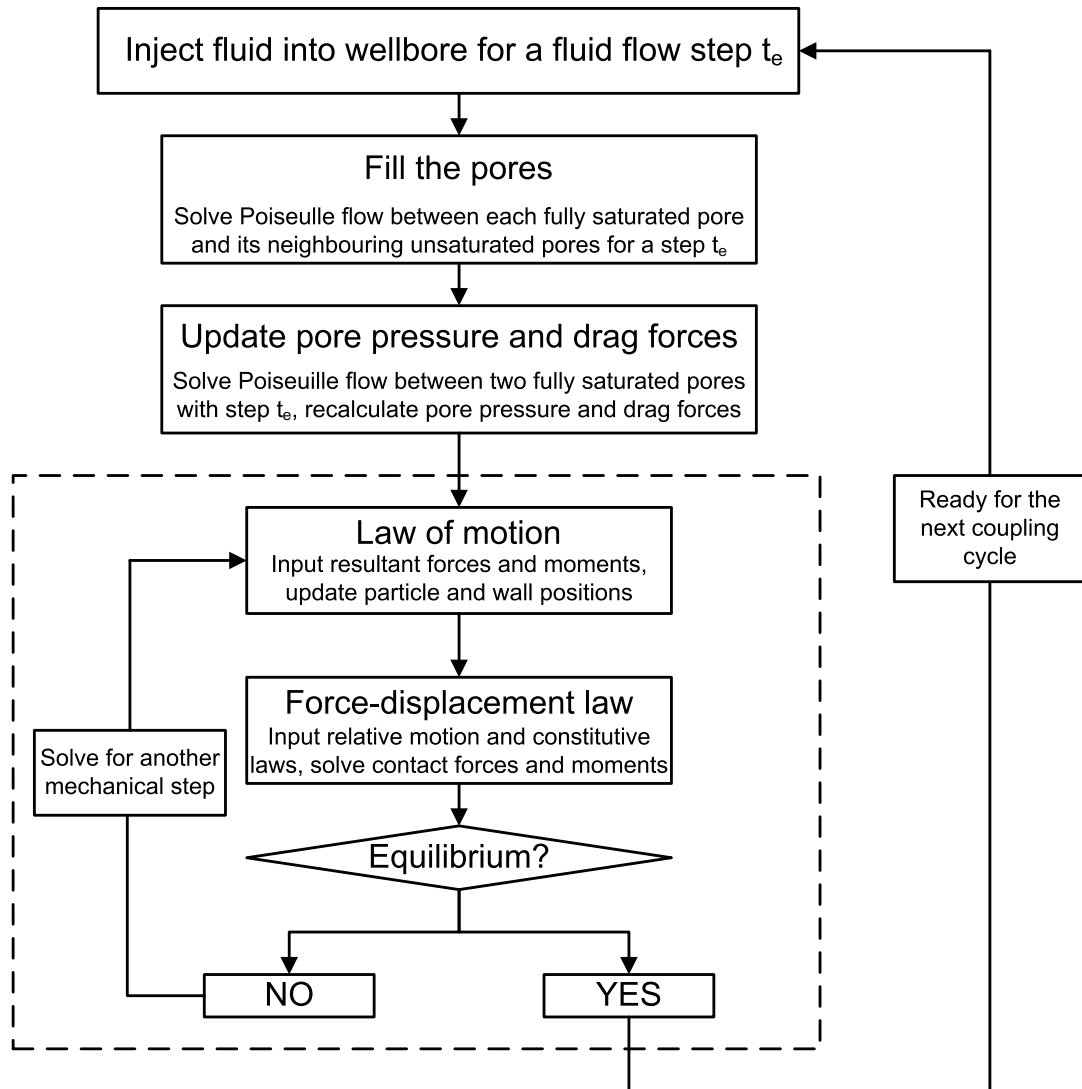 Inject fluid into wellbore for a fluid flow step te
Fill the pores
Solve Poiseulle flow between each fully saturated pore
and its neighbouring unsaturated pores for a step te
Update pore pressure and drag forces
Solve Poiseuille flow between two fully saturated pores
with step te, recalculate pore pressure and drag forces
Law of motion
Input resultant forces and moments,
update particle and wall positions
Force-displacement law
Input relative motion and constitutive
laws, solve contact forces and moments
Equilibrium?
NO
YES
Solve for another
mechanical step
Ready for the
next coupling
cycle